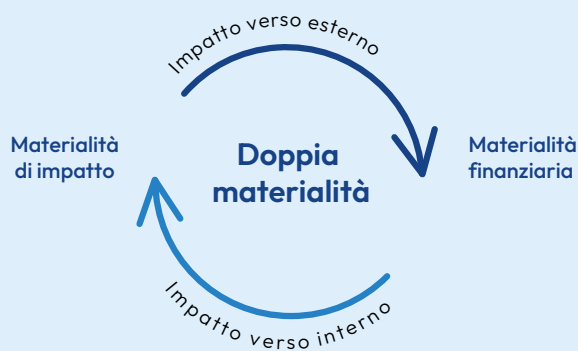 Impatto verso esterno
Materialità
di impatto
Doppia
materialità
Materialità
finanziaria
Impatto verso interno